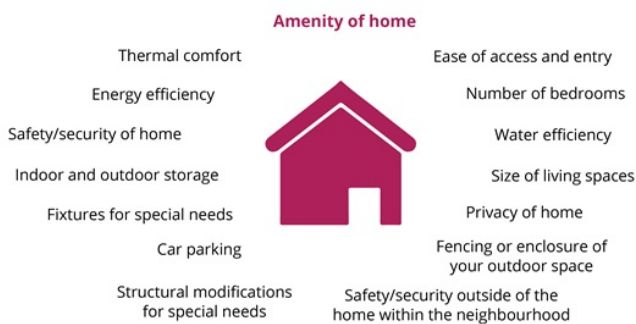 Amenity of home
Thermal comfort
Energy efficiency
Safety/security of home
Indoor and outdoor storage
Fixtures for special needs
Car parking
Structural modifications
for special needs
Ease of access and entry
Number of bedrooms
Water efficiency
Size of living spaces
Privacy of home
Fencing or enclosure of
your outdoor space
Safety/security outside of the
home within the neighbourhood